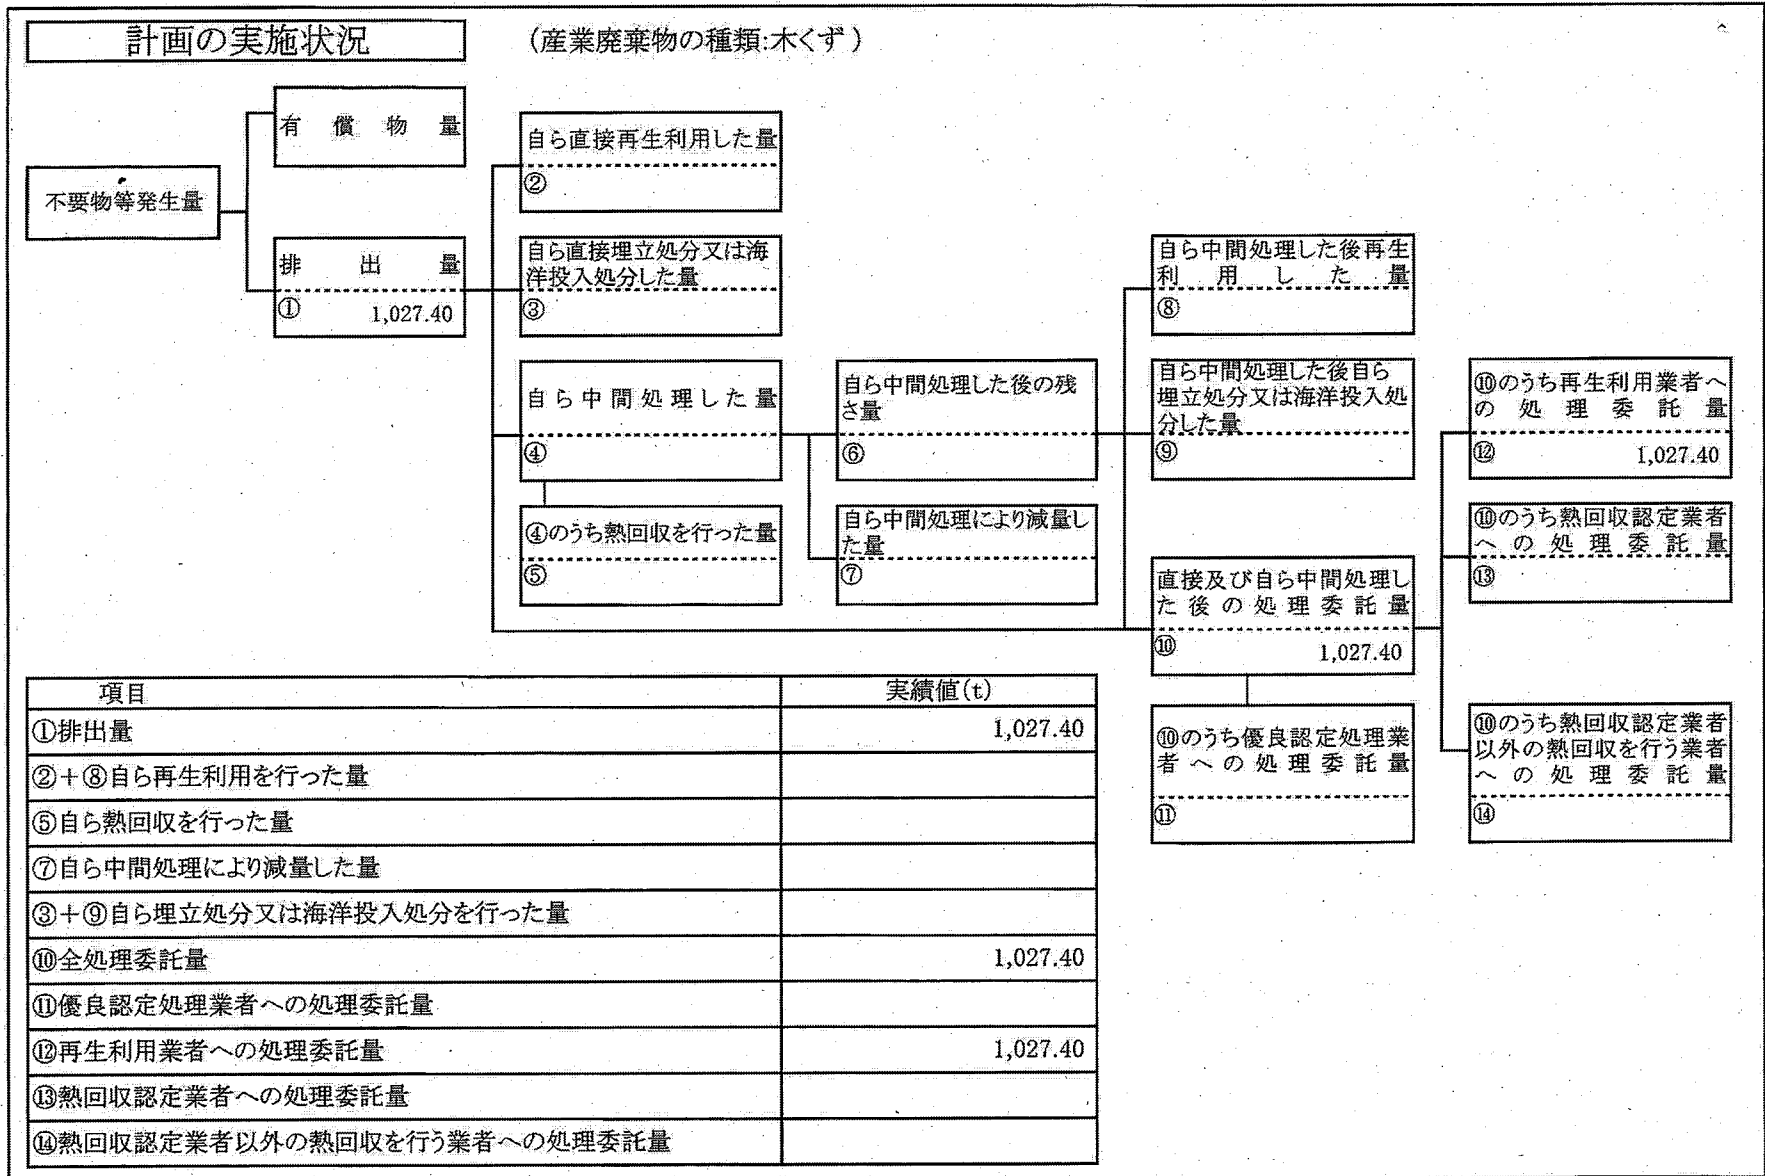 計画の実施状況
(産業廃棄物の種類:木くず)
有償物量
不要物等発生量
排出量
① 1,027.40
自ら直接再生利用した量
②
自ら直接埋立処分又は海
洋投入処分した量
③
自ら中間処理した量
④
④のうち熱回収を行った量
⑤
自ら中間処理した後の残
さ量
⑥
自ら中間処理により減量し
た量
⑦
自ら中間処理した後再生
利用した量
⑧
自ら中間処理した後自ら
埋立処分又は海洋投入処
分した量
⑨
直接及び自ら中間処理し
た後の処理委託量
⑩ 1,027.40
⑩のうち優良認定処理業
者への処理委託量
⑪
⑩のうち再生利用業者へ
の処理委託量
⑫ 1,027.40
⑩のうち熱回収認定業者
への処理委託量
⑬
⑩のうち熱回収認定業者
以外の熱回収を行う業者
への処理委託量
⑭
項目 実績値(t)
①排出量 1,027.40
②+⑧自ら再生利用を行った量
⑤自ら熱回収を行った量
⑦自ら中間処理により減量した量
③+⑨自ら埋立処分又は海洋投入処分を行った量
⑩全処理委託量 1,027.40
⑪優良認定処理業者への処理委託量
⑫再生利用業者への処理委託量 1,027.40
⑬熱回収認定業者への処理委託量
⑭熱回収認定業者以外の熱回収を行う業者への処理委託量